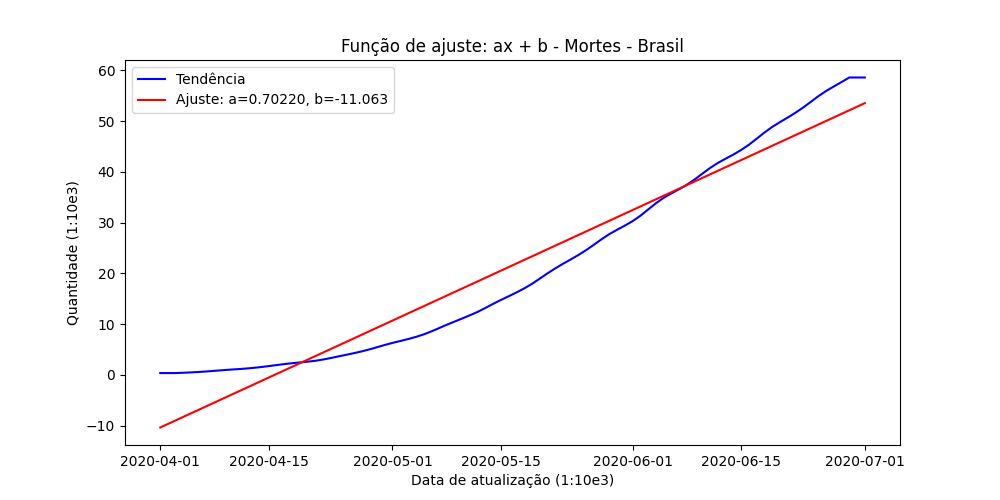 Função de ajuste: ax + b - Mortes - Brasil
Tendência
Ajuste: a=0.70220, b=-11.063
Quantidade (1:10e3)
60
50
40
30
20
10
0
−10
2020-04-01 2020-04-15 2020-05-01 2020-05-15 2020-06-01 2020-06-15 2020-07-01
Data de atualização (1:10e3)